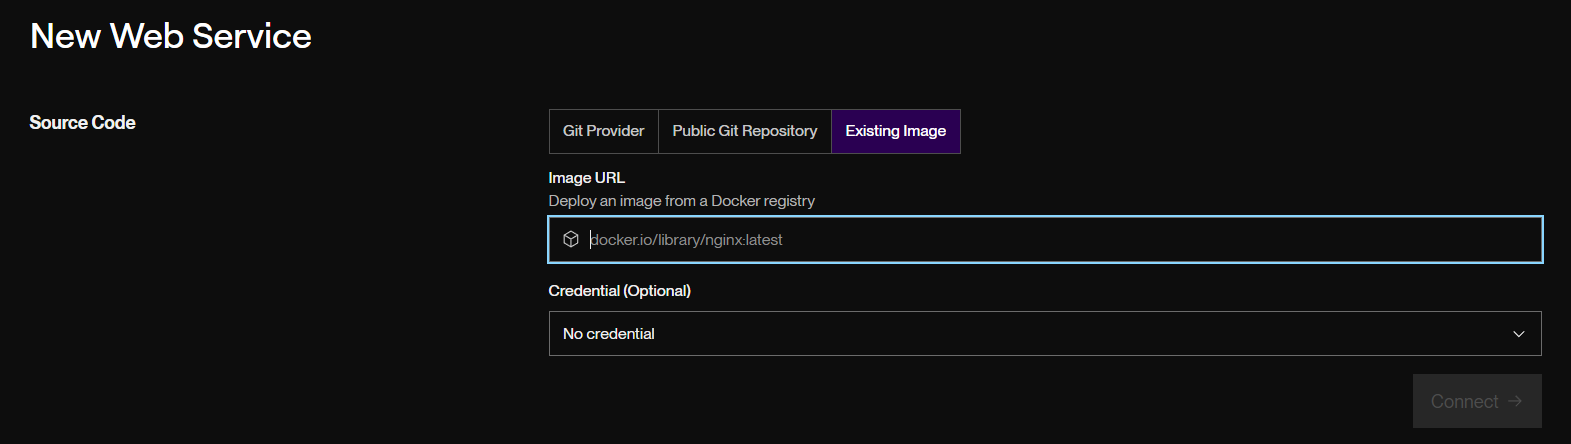 New Web Service
Source Code
Git Provider
Public Git Repository
Existing Image
Image URL
Deploy an image from a Docker registry
docker.io/library/nginx:latest
Credential (Optional)
No credential
Connect →